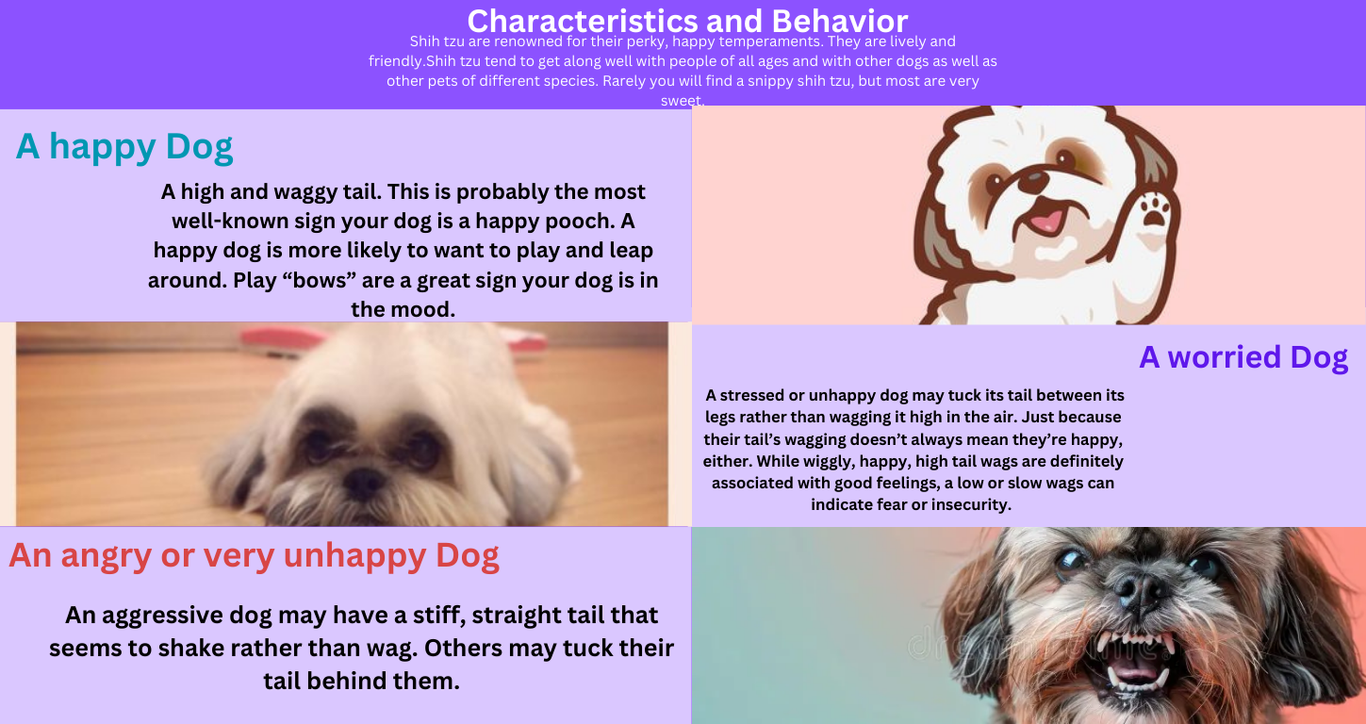 Characteristics and Behavior
Shih tzu are renowned for their perky, happy temperaments. They are lively and
friendly.Shih tzu tend to get along well with people of all ages and with other dogs as well as
other pets of different species. Rarely you will find a snippy shih tzu, but most are very
sweet.
A happy Dog
A high and waggy tail. This is probably the most
well-known sign your dog is a happy pooch. A
happy dog is more likely to want to play and leap
around. Play “bows” are a great sign your dog is in
the mood.
A worried Dog
A stressed or unhappy dog may tuck its tail between its
legs rather than wagging it high in the air. Just because
their tail’s wagging doesn’t always mean they’re happy,
either. While wiggly, happy, high tail wags are definitely
associated with good feelings, a low or slow wags can
indicate fear or insecurity.
An angry or very unhappy Dog
An aggressive dog may have a stiff, straight tail that
seems to shake rather than wag. Others may tuck their
tail behind them.